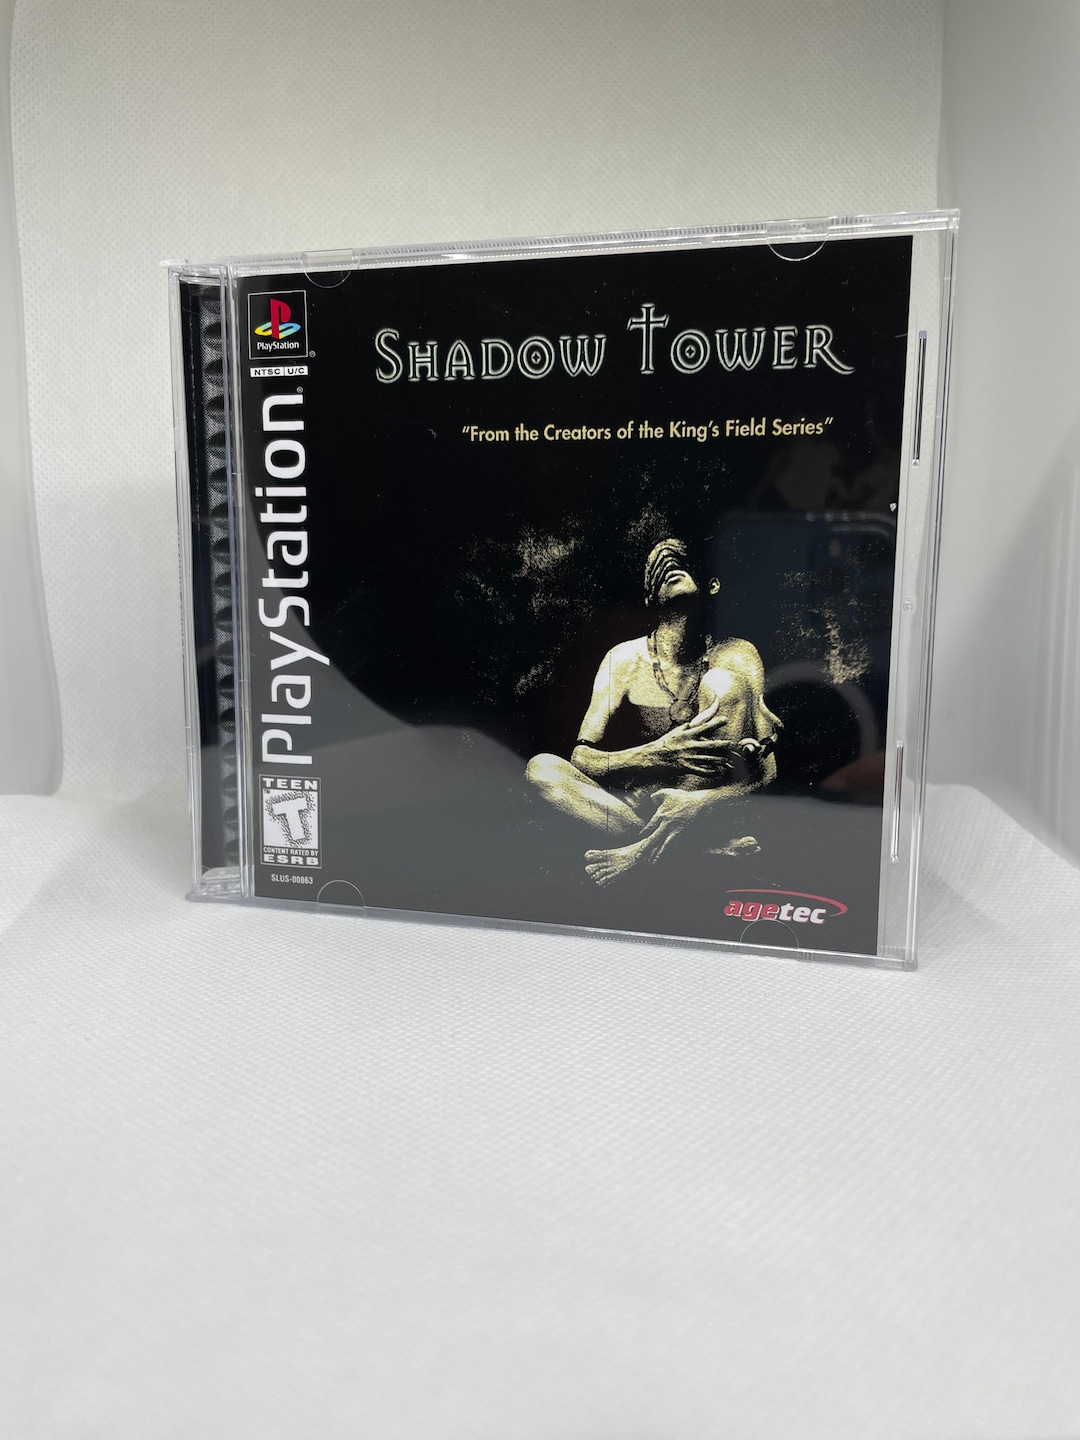 PlayStation
NTSC U/C
PlayStation
SHADOW TOWER
"From the Creators of the King's Field Series"
TEEN
T
CONTENT RATED BY
ESRB
SLUS-00863
agetec